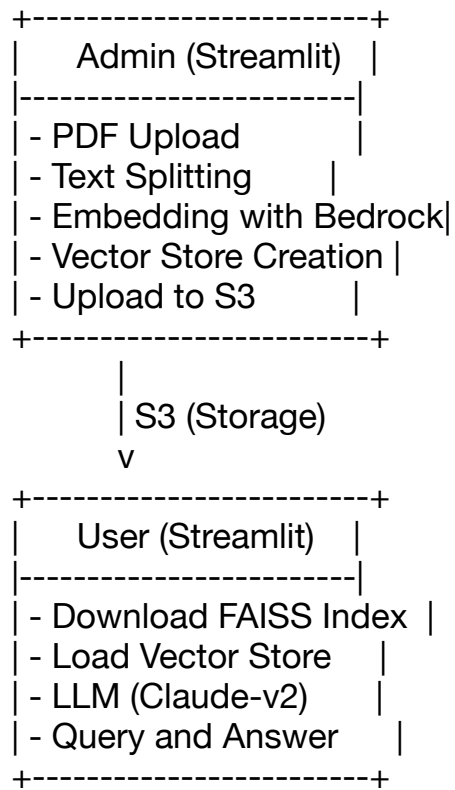 +--------------------------+
|     Admin (Streamlit)   |
|--------------------------|
| - PDF Upload         |
| - Text Splitting       |
| - Embedding with Bedrock|
| - Vector Store Creation |
| - Upload to S3        |
+--------------------------+
|
| S3 (Storage)
v
+--------------------------+
|     User (Streamlit)    |
|--------------------------|
| - Download FAISS Index  |
| - Load Vector Store    |
| - LLM (Claude-v2)     |
| - Query and Answer     |
+--------------------------+